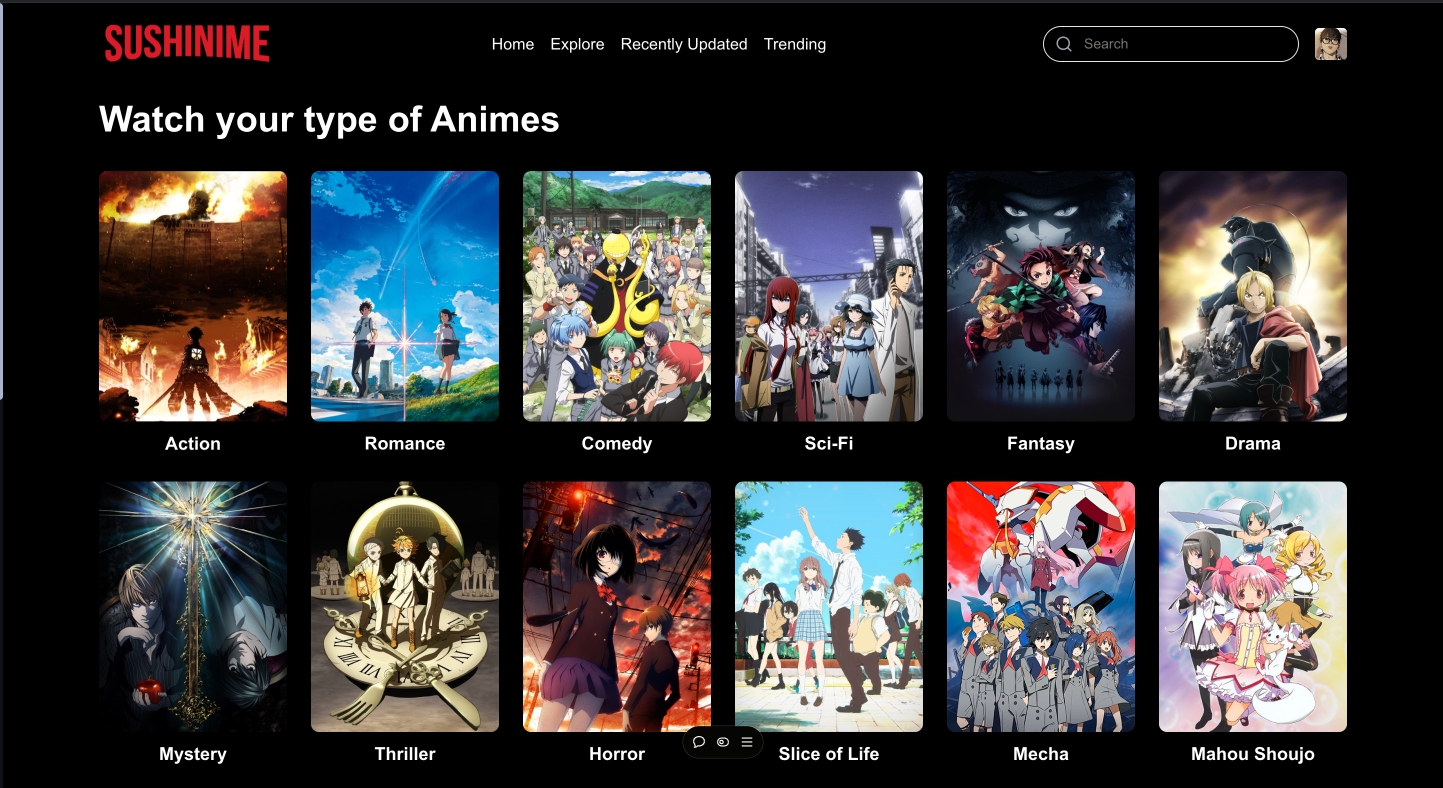 SUSHINIME
Home Explore Recently Updated Trending
Search
Watch your type of Animes
Action Romance Comedy Sci-Fi Fantasy Drama
Mystery Thriller Horror Slice of Life Mecha Mahou Shoujo